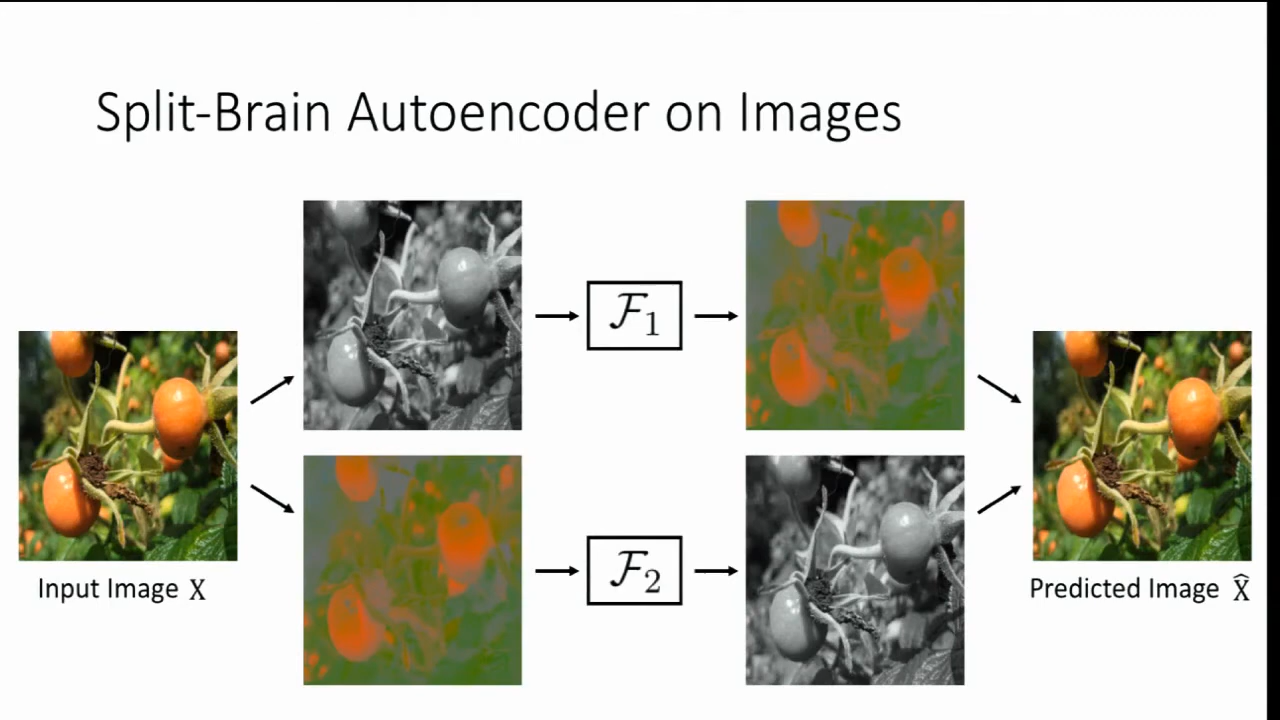 Split-Brain Autoencoder on Images
ℱ₁
Input Image X
ℱ₂
Predicted Image X̂